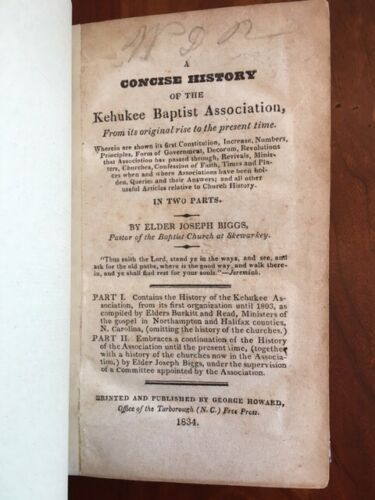 W D R
A
CONCISE HISTORY
OF THE
Kehukee Baptist Association,
From its original rise to the present time.
Wherein are shown its first Constitution, Increase, Numbers,
Principles, Form of Government, Decorum, Revolutions
that Association has passed through, Revivals, Minis-
ters, Churches, Confession of Faith, Times and Pla-
ces when and where Associations have been hol-
den, Queries and their Answers; and all other
useful Articles relative to Church History.
IN TWO PARTS.
BY ELDER JOSEPH BIGGS,
Pastor of the Baptist Church at Skewarkey.
"Thus saith the Lord, stand ye in the ways, and see, and
ask for the old paths, where is the good way, and walk there-
in, and ye shall find rest for your souls."—Jeremiah.
PART I. Contains the History of the Kehukee As-
sociation, from its first organization until 1803, as
compiled by Elders Burkitt and Read, Ministers of
the gospel in Northampton and Halifax counties,
N. Carolina, (omitting the history of the churches.)
PART II. Embraces a continuation of the History
of the Association until the present time, (together
with a history of the churches now in the Associa-
tion,) by Elder Joseph Biggs, under the supervision
of a Committee appointed by the Association.
PRINTED AND PUBLISHED BY GEORGE HOWARD,
Office of the Tarborough (N. C.) Free Press.
1834.